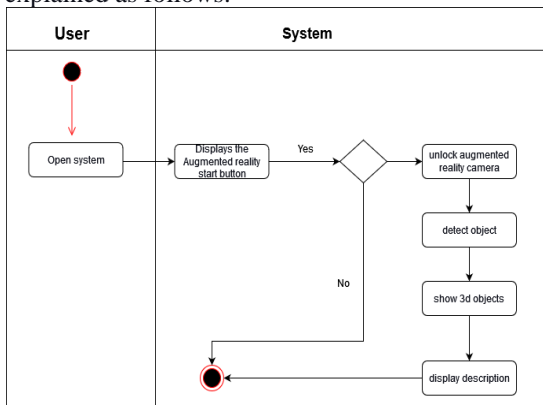 explained as follows:
User
System
Open system
Displays the
Augmented reality
start button
Yes
unlock augmented
reality camera
detect object
No
show 3d objects
display description